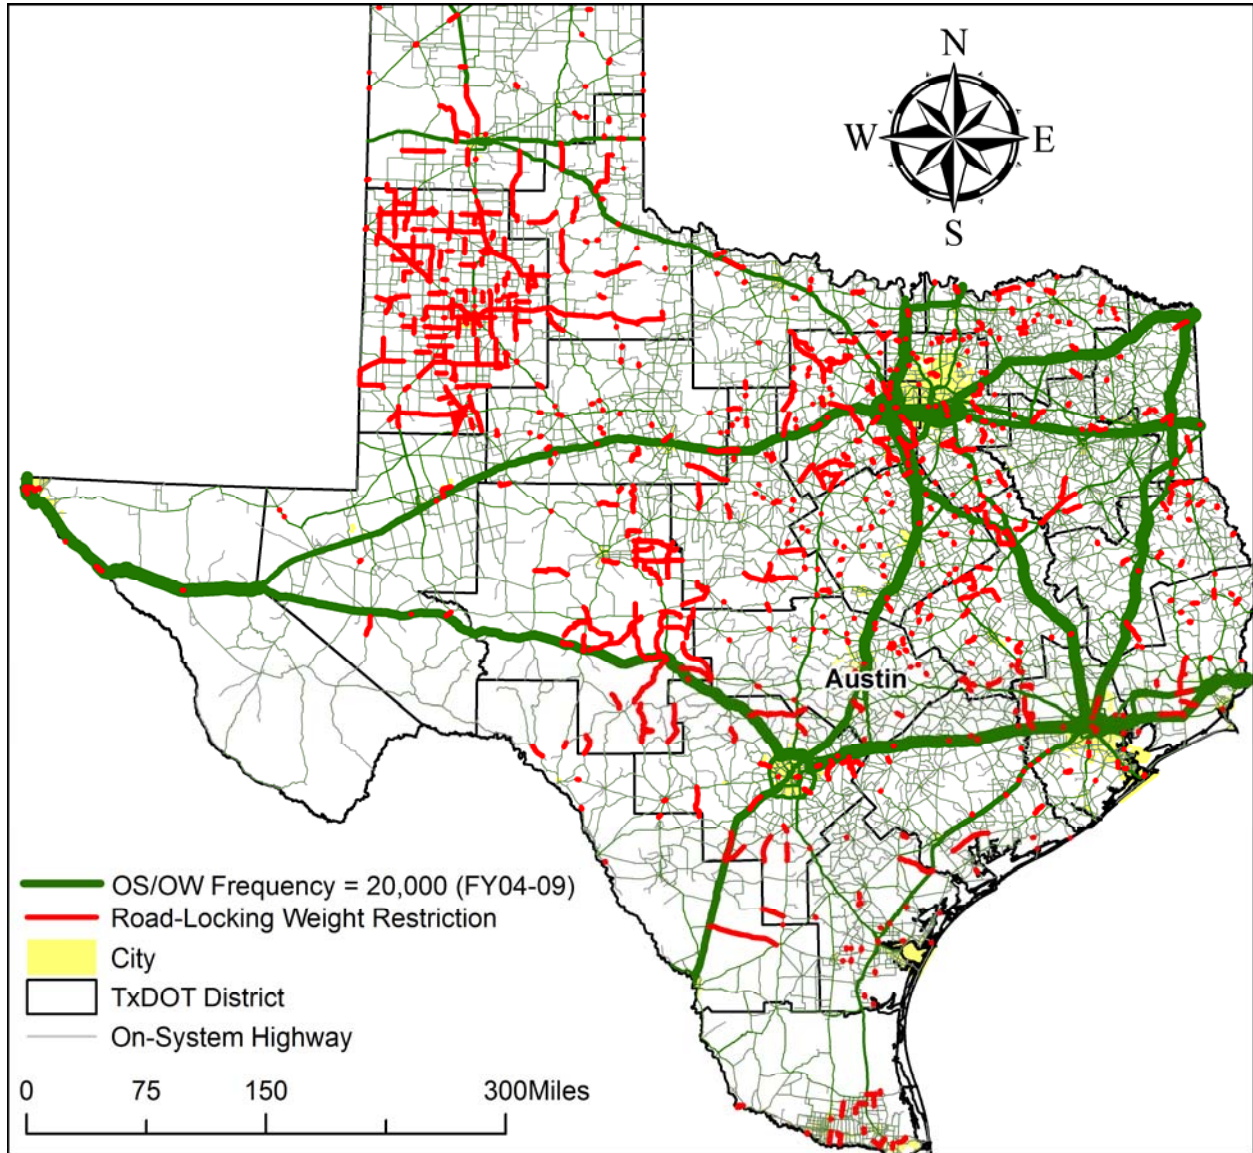 N
W E
S
Austin
OS/OW Frequency = 20,000 (FY04-09)
Road-Locking Weight Restriction
City
TxDOT District
On-System Highway
0 75 150 300Miles